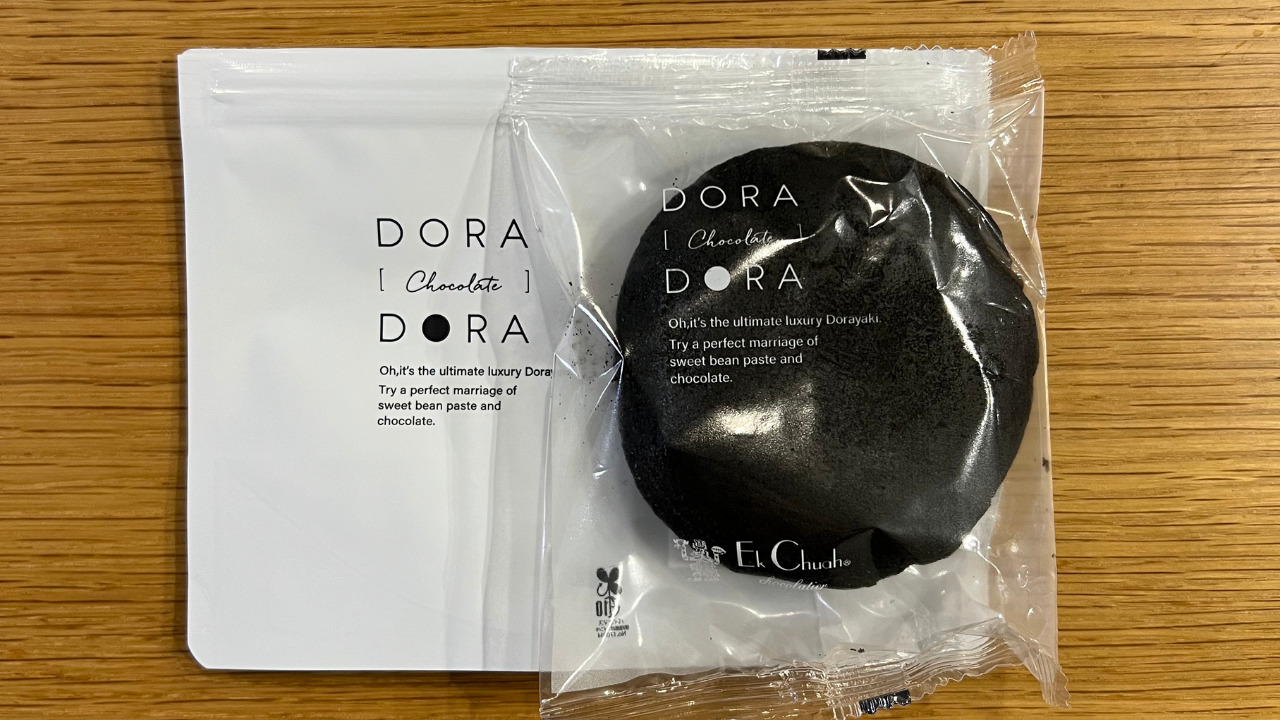 DORA
[ Chocolate ]
DORA
Oh,it's the ultimate luxury
Try a perfect marriage of
sweet bean paste and
chocolate.
DORA
[ Chocolate ]
DORA
Oh,it's the ultimate luxury Dorayaki.
Try a perfect marriage of
sweet bean paste and
chocolate.
Ek Chuah®